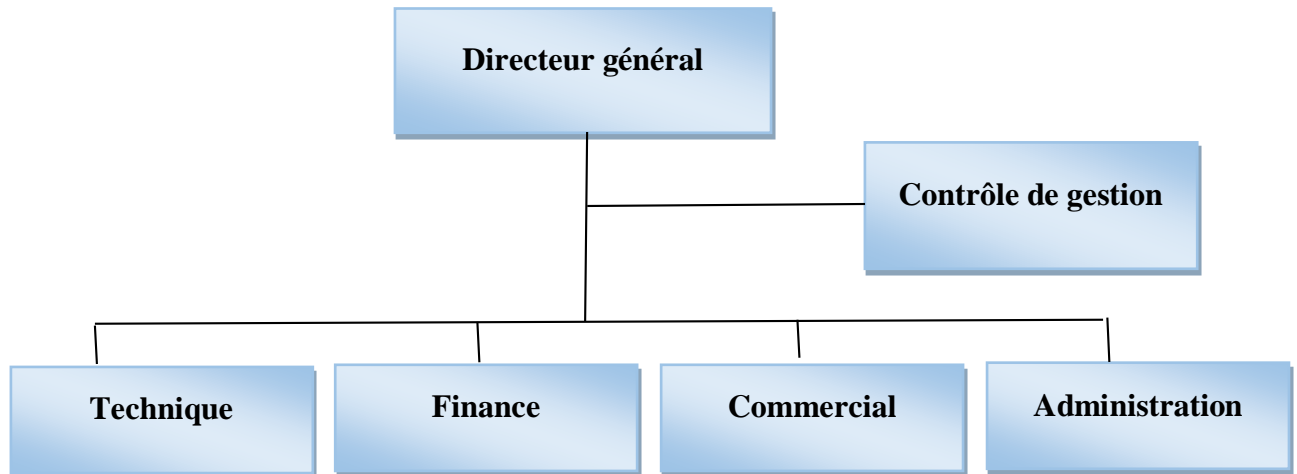 Directeur général
Contrôle de gestion
Technique
Finance
Commercial
Administration